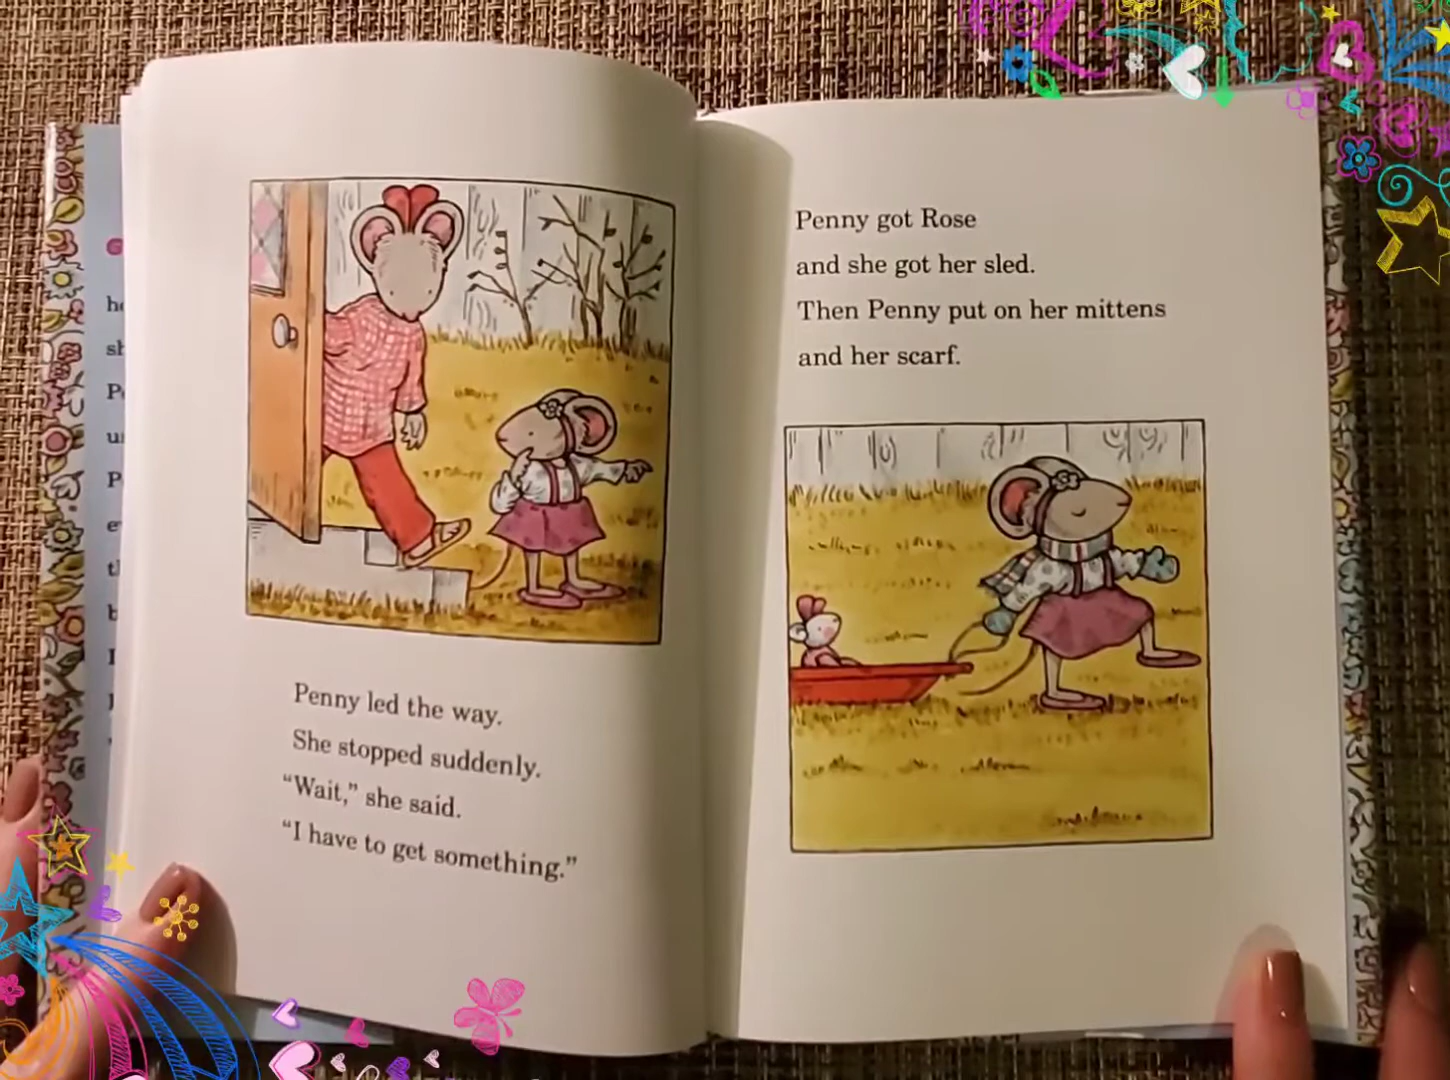 Penny led the way.
She stopped suddenly.
“Wait,” she said.
“I have to get something.”
Penny got Rose
and she got her sled.
Then Penny put on her mittens
and her scarf.